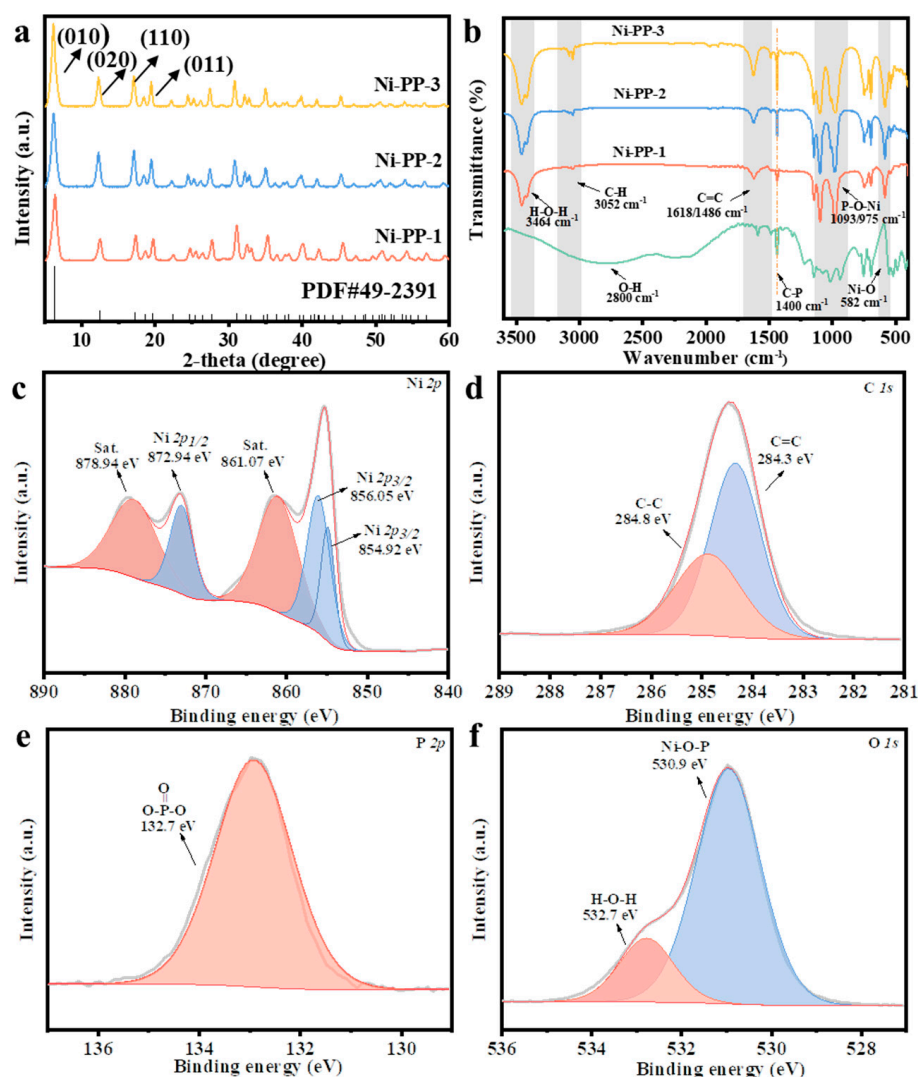 a
(010)
(020)
(110)
(011)
Ni-PP-3
Ni-PP-2
Ni-PP-1
PDF#49-2391
Intensity (a.u.)
0 10 20 30 40 50 60
2-theta (degree)
b
Ni-PP-3
Ni-PP-2
Ni-PP-1
H-O-H
3464 cm-1
C-H
3052 cm-1
C=C
1618/1486 cm-1
P-O-Ni
1093/975 cm-1
O-H
2800 cm-1
C-P
1400 cm-1
Ni-O
582 cm-1
Transmittance (%)
3500 3000 2500 2000 1500 1000 500
Wavenumber (cm-1)
c
Ni 2p
Sat.
878.94 eV
Ni 2p1/2
872.94 eV
Sat.
861.07 eV
Ni 2p3/2
856.05 eV
Ni 2p3/2
854.92 eV
Intensity (a.u.)
890 880 870 860 850 840
Binding energy (eV)
d
C 1s
C=C
284.3 eV
C-C
284.8 eV
Intensity (a.u.)
289 288 287 286 285 284 283 282 281
Binding energy (eV)
e
P 2p
O
O-P-O
132.7 eV
Intensity (a.u.)
136 134 132 130
Binding energy (eV)
f
O 1s
Ni-O-P
530.9 eV
H-O-H
532.7 eV
Intensity (a.u.)
536 534 532 530 528
Binding energy (eV)